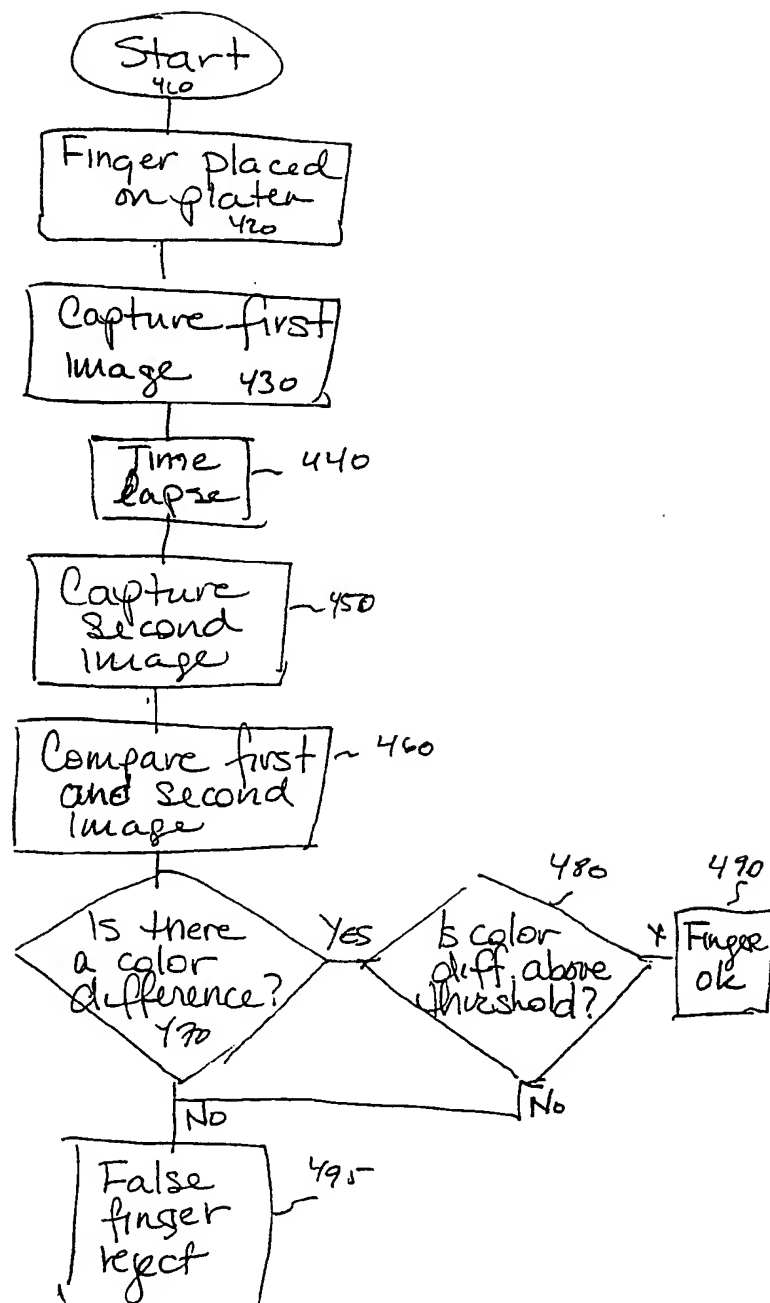 Start
410
Finger placed
on platen
420
Capture first
Image 430
Time
lapse
440
Capture
second
Image
450
Compare first
and second
Image
460
Is there
a color
difference?
470
YES
Is color
diff. above
threshold?
480
Y
Finger
ok
490
No
No
False
finger
reject
495